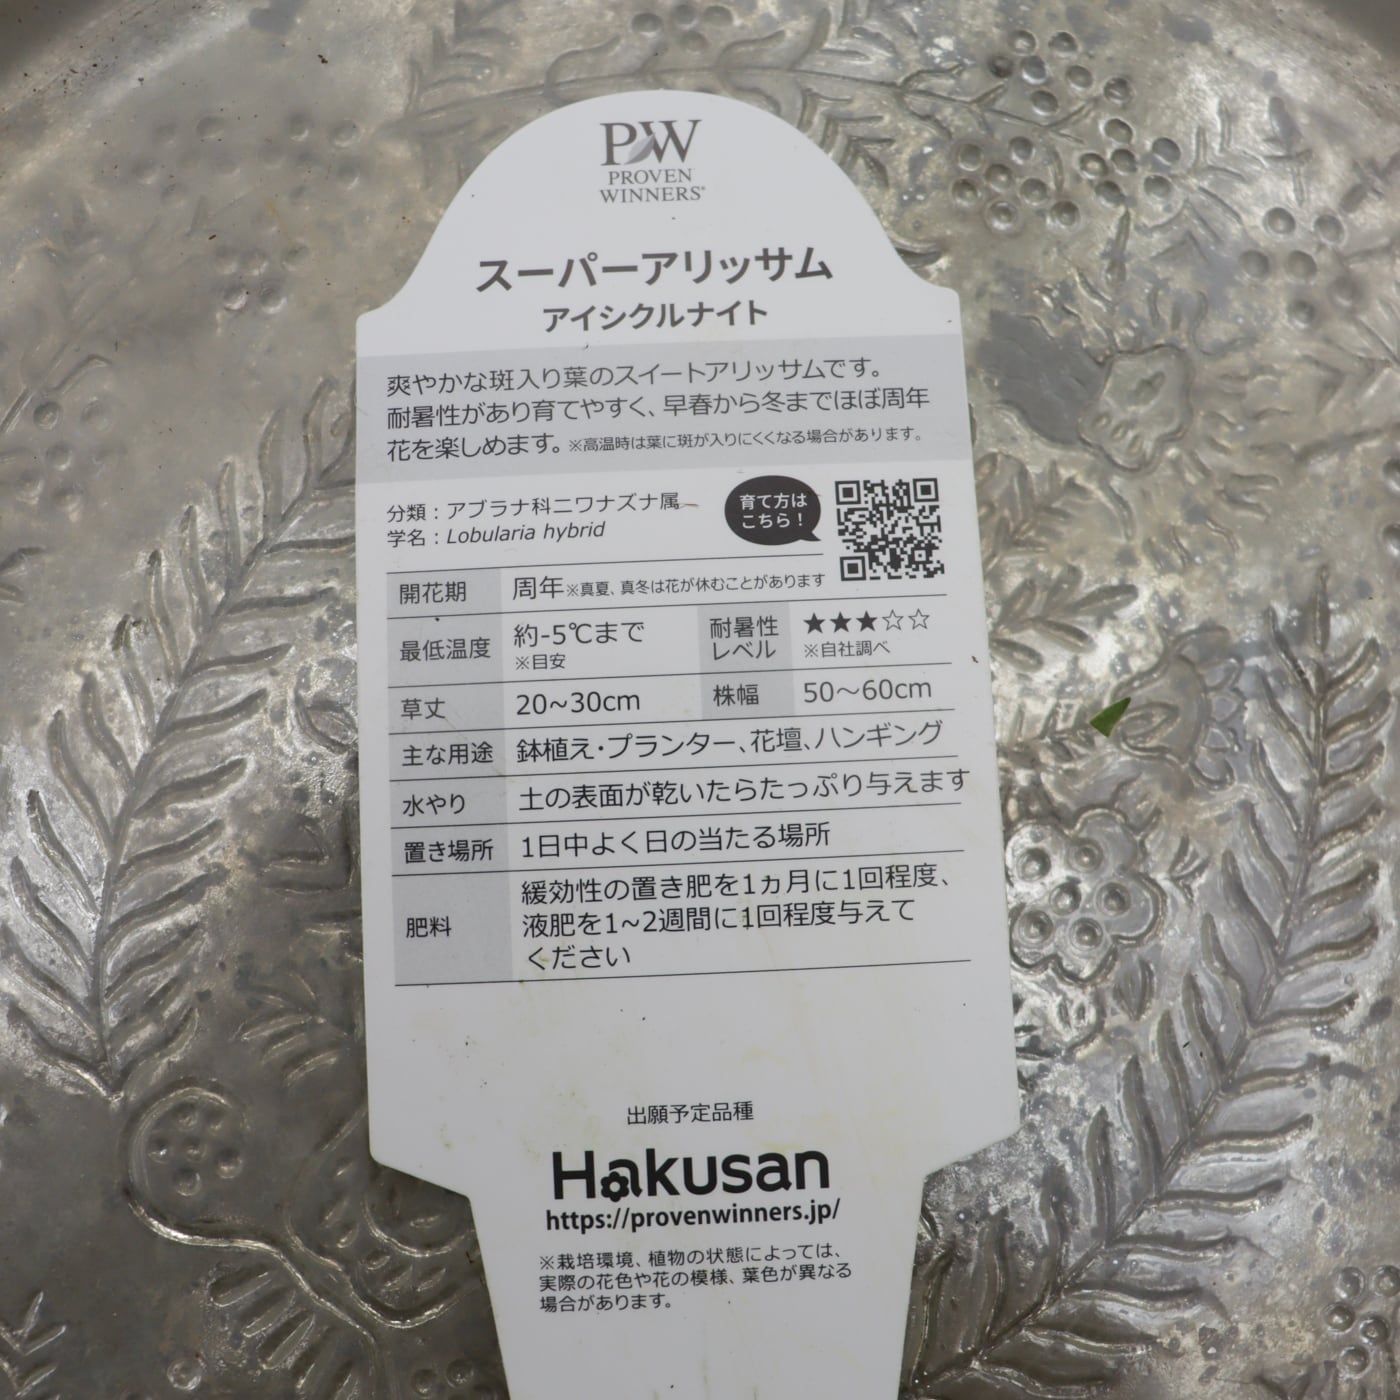 PW
PROVEN
WINNERS®
スーパーアリッサム
アイシクルナイト
爽やかな斑入り葉のスイートアリッサムです。
耐暑性があり育てやすく、早春から冬までほぼ周年
花を楽しめます。※高温時は葉に斑が入りにくくなる場合があります。
分類：アブラナ科ニワナズナ属
学名：Lobularia hybrid
育て方は
こちら！
開花期 周年※真夏、真冬は花が休むことがあります
最低温度 約-5℃まで
※目安
耐暑性
レベル
★★★☆☆
※自社調べ
草丈 20~30cm 株幅 50～60cm
主な用途 鉢植え・プランター、花壇、ハンギング
水やり 土の表面が乾いたらたっぷり与えます
置き場所 1日中よく日の当たる場所
肥料 緩効性の置き肥を1ヵ月に1回程度、
液肥を1~2週間に1回程度与えて
ください
出願予定品種
Hakusan
https://provenwinners.jp/
※栽培環境、植物の状態によっては、
実際の花色や花の模様、葉色が異なる
場合があります。